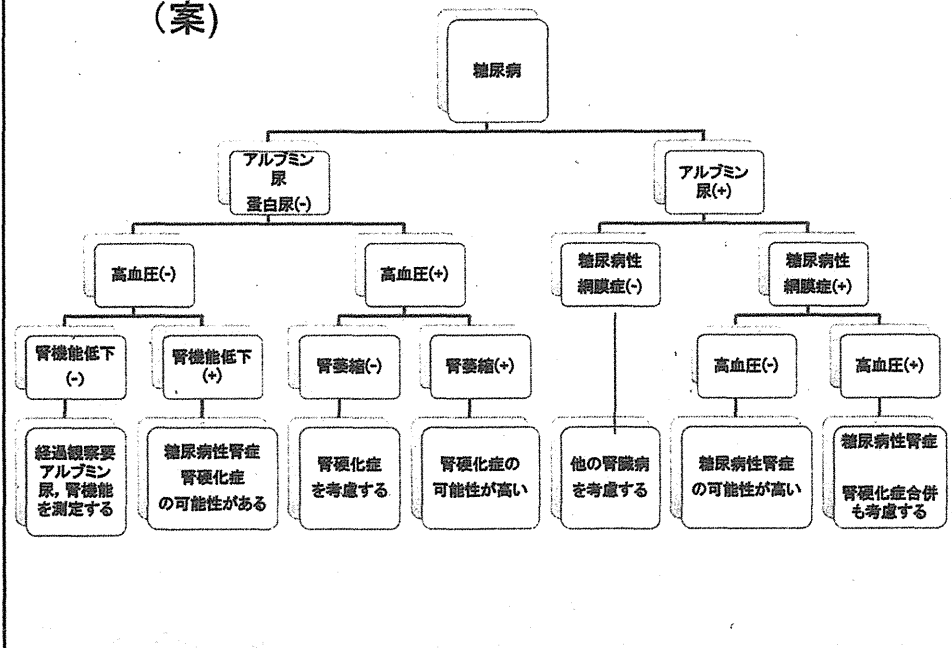 （案)
糖尿病
アルブミン
尿
蛋白尿(-)
アルブミン
尿(+)
高血圧(-)
高血圧(+)
糖尿病性
網膜症(-)
糖尿病性
網膜症(+)
腎機能低下
(-)
腎機能低下
(+)
腎萎縮(-)
腎萎縮(+)
高血圧(-)
高血圧(+)
経過観察要
アルブミン
尿，腎機能
を測定する
糖尿病性腎症
腎硬化症
の可能性がある
腎硬化症
を考慮する
腎硬化症の
可能性が高い
他の腎臓病
を考慮する
糖尿病性腎症
の可能性が高い
糖尿病性腎症
腎硬化症合併
も考慮する